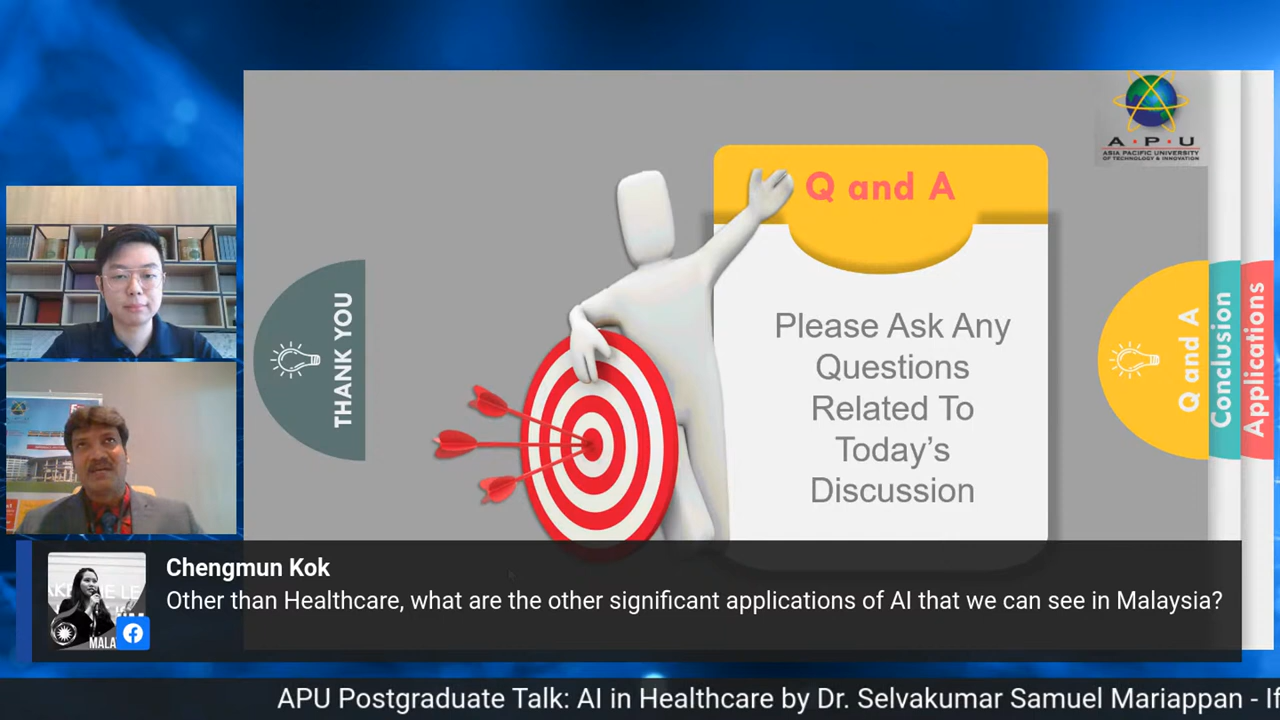 A • P • U
ASIA PACIFIC UNIVERSITY
OF TECHNOLOGY & INNOVATION
Q and A
Please Ask Any
Questions
Related To
Today’s
Discussion
THANK YOU
Q and A
Conclusion
Applications
Chengmun Kok
Other than Healthcare, what are the other significant applications of AI that we can see in Malaysia?
MALA
APU Postgraduate Talk: AI in Healthcare by Dr. Selvakumar Samuel Mariappan - If